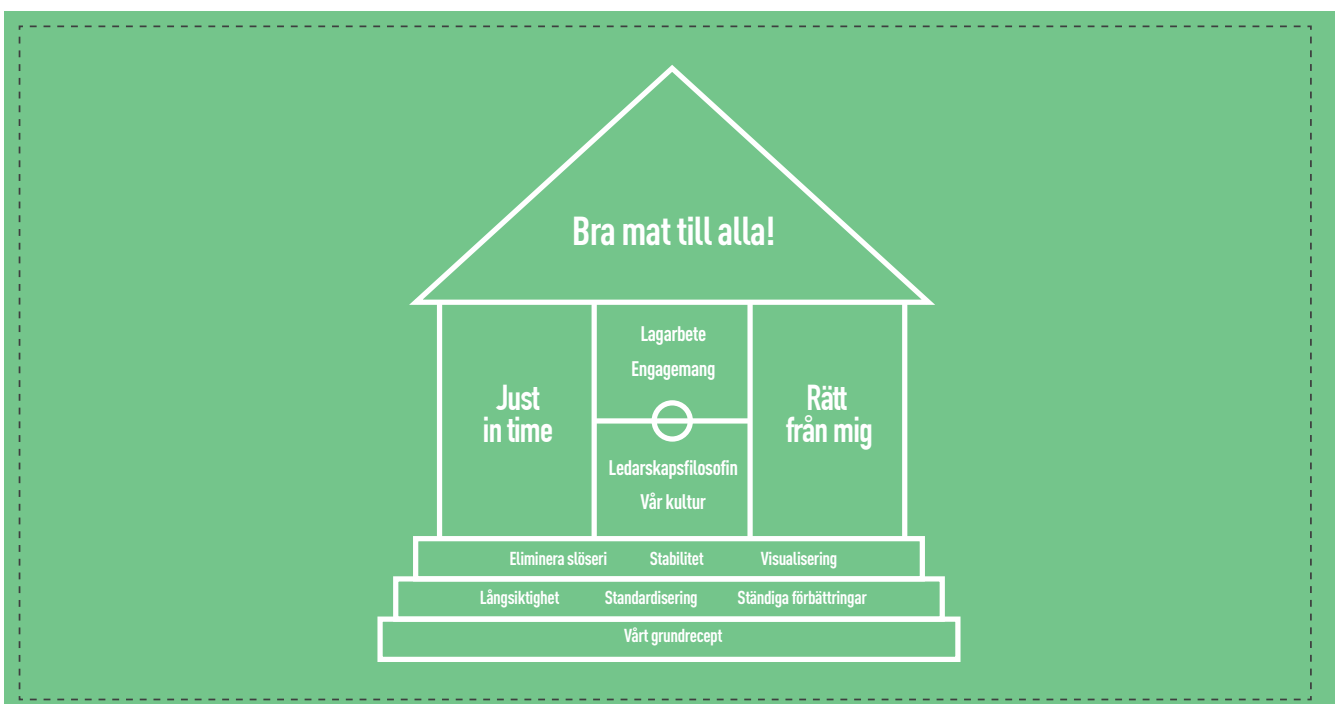 Bra mat till alla!
Lagarbete
Engagemang
Just
in time
Rätt
från mig
Ledarskapsfilosofin
Vår kultur
Eliminera slöseri Stabilitet Visualisering
Långsiktighet Standardisering Ständiga förbättringar
Vårt grundrecept